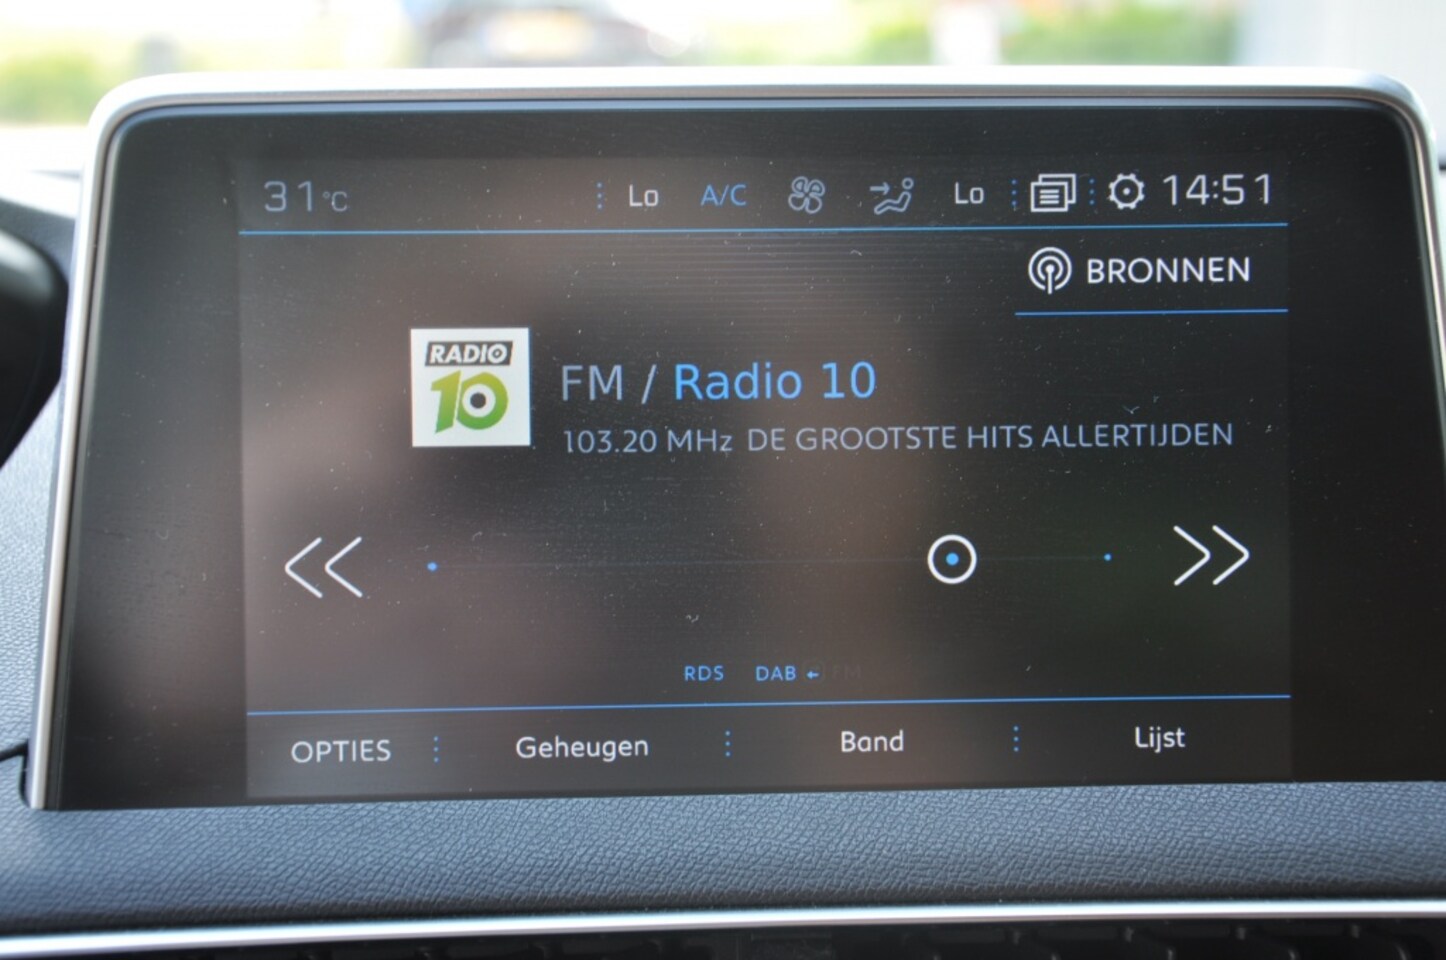 31°C Lo A/C Lo 14:51
BRONNEN
RADIO
10
FM / Radio 10
103.20 MHz DE GROOTSTE HITS ALLERTIJDEN
RDS DAB FM
OPTIES Geheugen Band Lijst